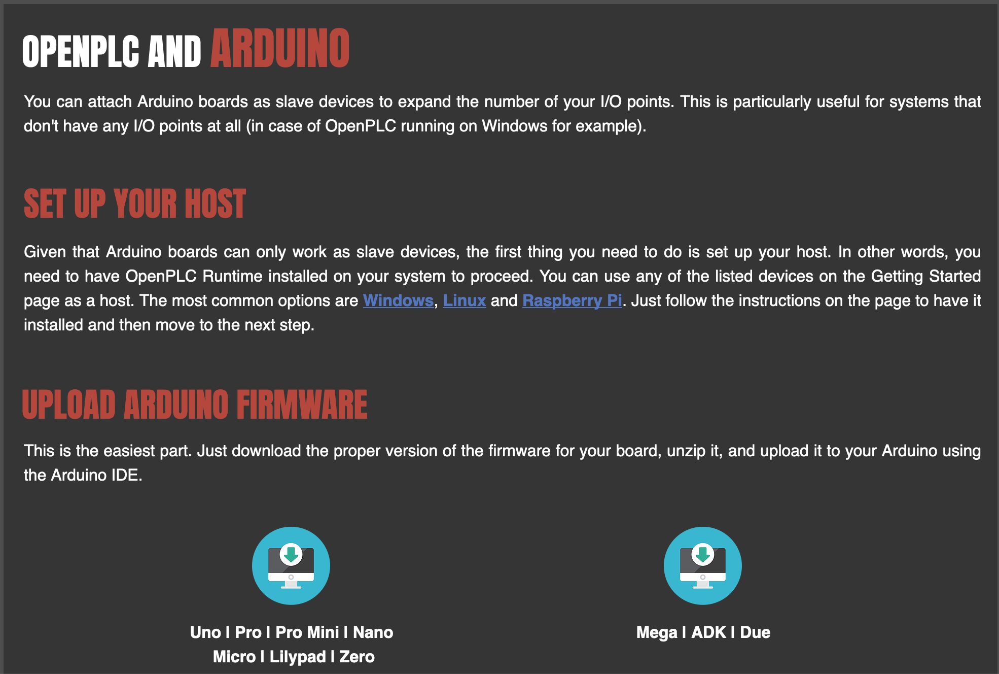 OPENPLC AND ARDUINO
You can attach Arduino boards as slave devices to expand the number of your I/O points. This is particularly useful for systems that
don't have any I/O points at all (in case of OpenPLC running on Windows for example).
SET UP YOUR HOST
Given that Arduino boards can only work as slave devices, the first thing you need to do is set up your host. In other words, you
need to have OpenPLC Runtime installed on your system to proceed. You can use any of the listed devices on the Getting Started
page as a host. The most common options are Windows, Linux and Raspberry Pi. Just follow the instructions on the page to have it
installed and then move to the next step.
UPLOAD ARDUINO FIRMWARE
This is the easiest part. Just download the proper version of the firmware for your board, unzip it, and upload it to your Arduino using
the Arduino IDE.
Uno | Pro | Pro Mini | Nano
Micro | Lilypad | Zero
Mega | ADK | Due